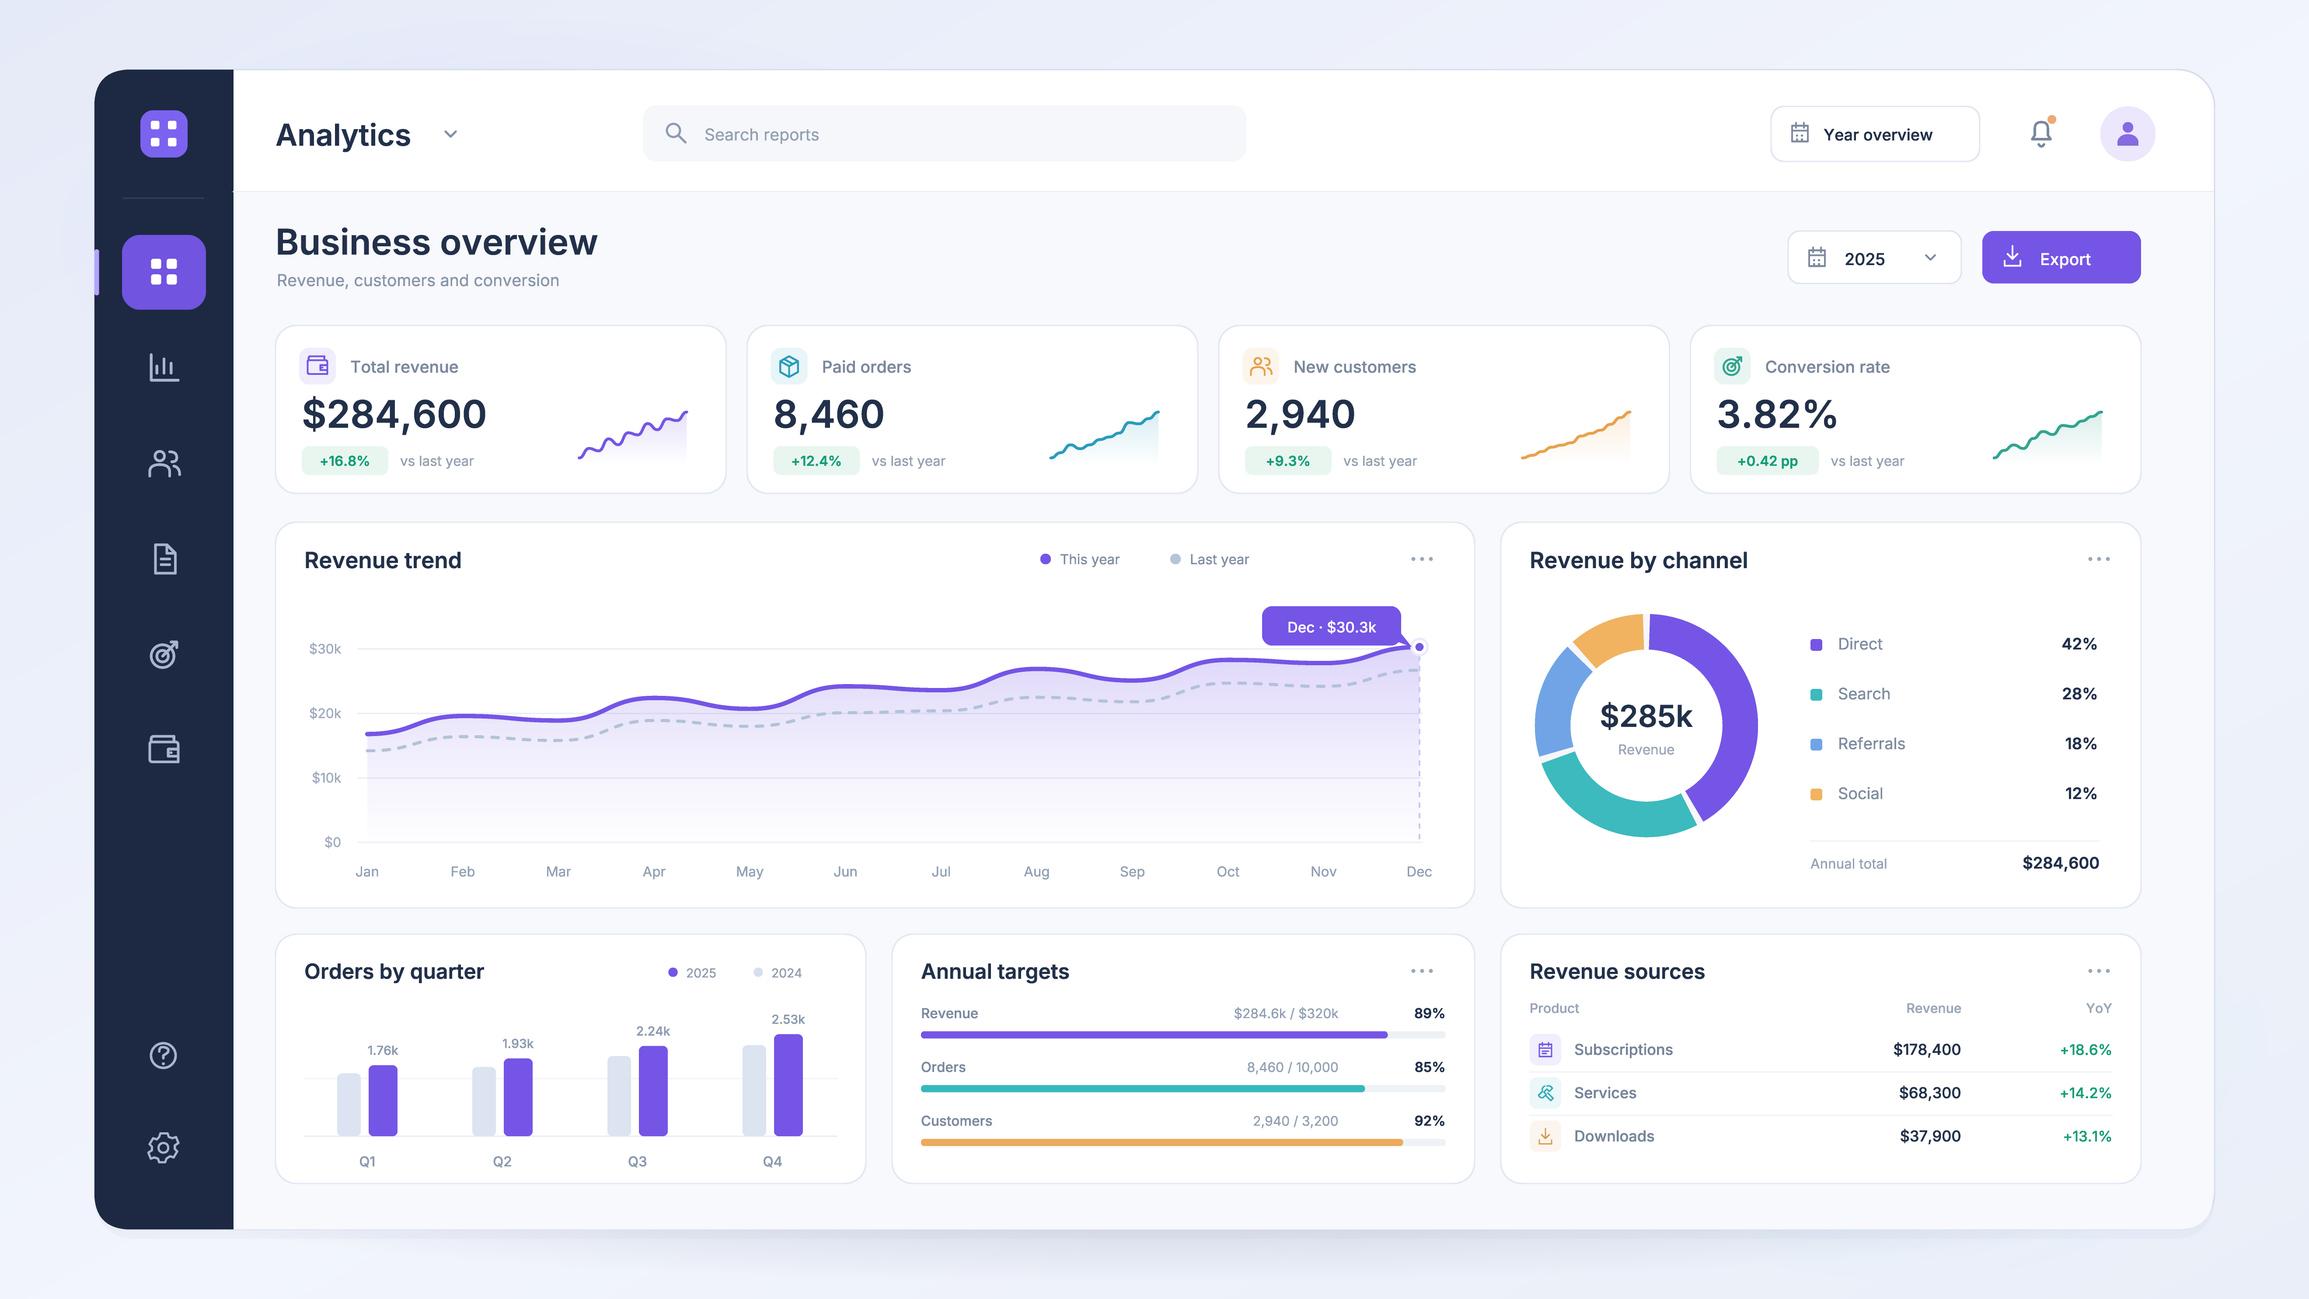 Analytics
Search reports
Year overview
Business overview
Revenue, customers and conversion
2025
Export
Total revenue
$284,600
+16.8% vs last year
Paid orders
8,460
+12.4% vs last year
New customers
2,940
+9.3% vs last year
Conversion rate
3.82%
+0.42 pp vs last year
Revenue trend
This year
Last year
Dec · $30.3k
$30k
$20k
$10k
$0
Jan Feb Mar Apr May Jun Jul Aug Sep Oct Nov Dec
Revenue by channel
$285k
Revenue
Direct 42%
Search 28%
Referrals 18%
Social 12%
Annual total $284,600
Orders by quarter
2025
2024
1.76k
1.93k
2.24k
2.53k
Q1 Q2 Q3 Q4
Annual targets
Revenue $284.6k / $320k 89%
Orders 8,460 / 10,000 85%
Customers 2,940 / 3,200 92%
Revenue sources
Product Revenue YoY
Subscriptions $178,400 +18.6%
Services $68,300 +14.2%
Downloads $37,900 +13.1%